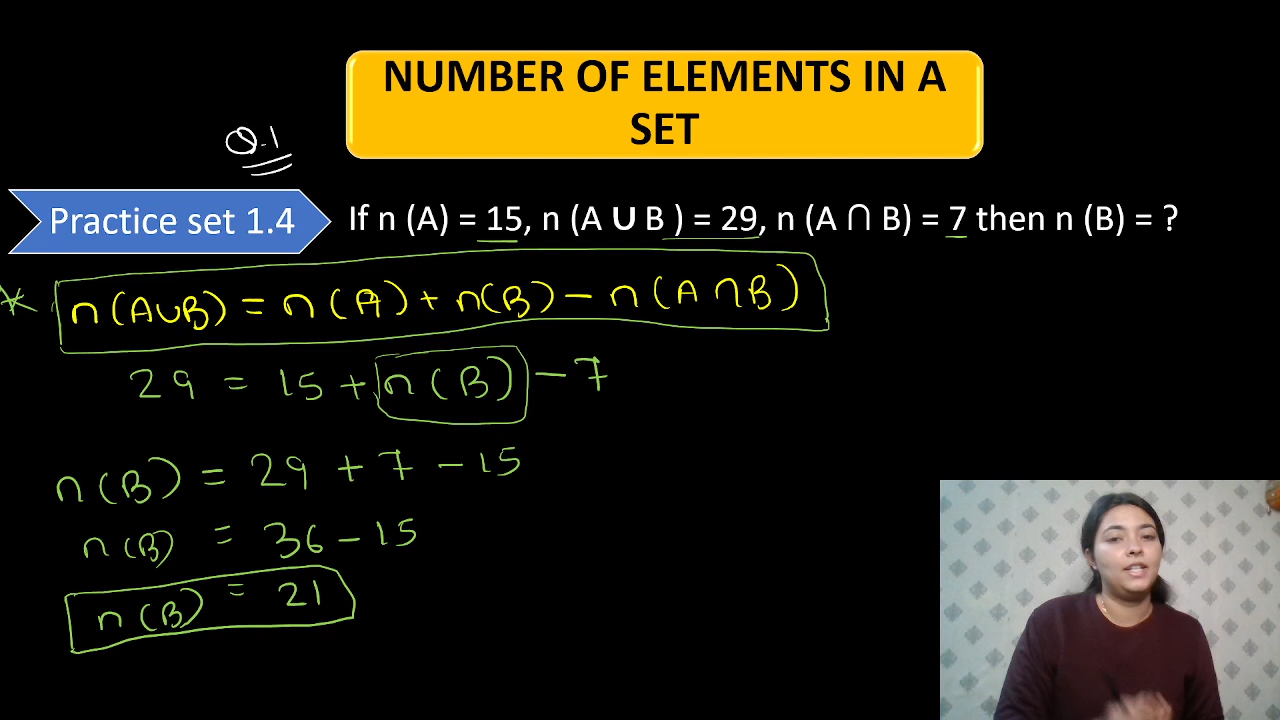 NUMBER OF ELEMENTS IN A
SET
Q.1
Practice set 1.4
If n (A) = 15, n (A ∪ B ) = 29, n (A ∩ B) = 7 then n (B) = ?
* n(A∪B) = n(A) + n(B) – n(A∩B)
29 = 15 + n(B) – 7
n(B) = 29 + 7 – 15
n(B) = 36 – 15
n(B) = 21